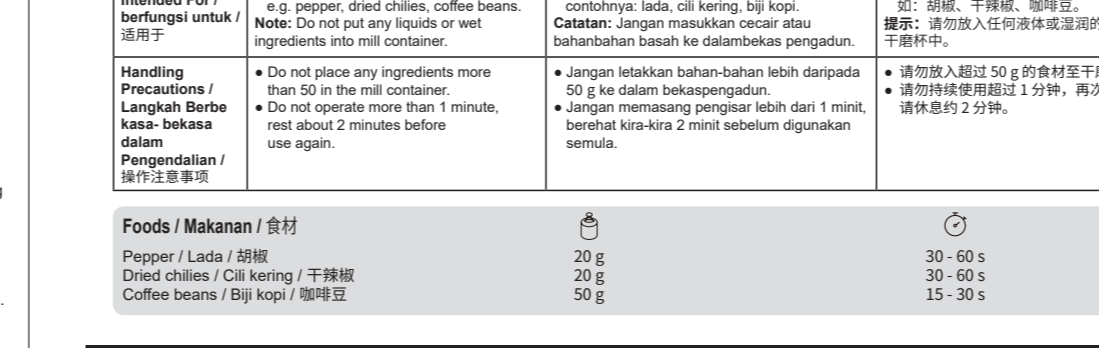 Intended For /
berfungsi untuk /
适用于
e.g. pepper, dried chilies, coffee beans.
Note: Do not put any liquids or wet
ingredients into mill container.
contohnya: lada, cili kering, biji kopi.
Catatan: Jangan masukkan cecair atau
bahanbahan basah ke dalambekas pengadun.
如：胡椒、干辣椒、咖啡豆。
提示：请勿放入任何液体或湿润的
干磨杯中。
Handling
Precautions /
Langkah Berbe
kasa- bekasa
dalam
Pengendalian /
操作注意事项
● Do not place any ingredients more
than 50 in the mill container.
● Do not operate more than 1 minute,
rest about 2 minutes before
use again.
● Jangan letakkan bahan-bahan lebih daripada
50 g ke dalam bekaspengadun.
● Jangan memasang pengisar lebih dari 1 minit,
berehat kira-kira 2 minit sebelum digunakan
semula.
● 请勿放入超过 50 g 的食材至干
● 请勿持续使用超过 1 分钟，再次
请休息约 2 分钟。
Foods / Makanan / 食材
Pepper / Lada / 胡椒 20 g 30 - 60 s
Dried chilies / Cili kering / 干辣椒 20 g 30 - 60 s
Coffee beans / Biji kopi / 咖啡豆 50 g 15 - 30 s